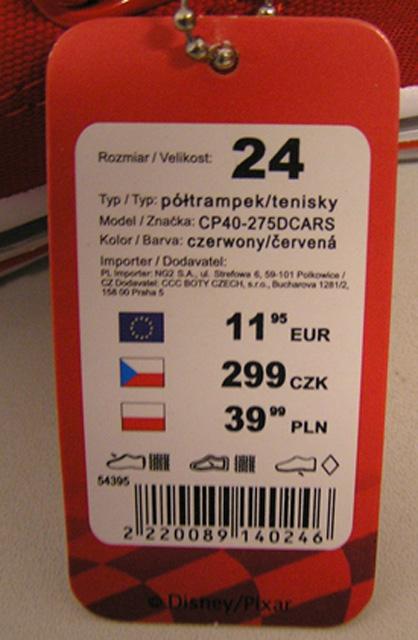 Rozmiar / Velikost: 24
Typ / Typ: półtrampek/tenisky
Model / Značka: CP40-275DCARS
Kolor / Barva: czerwony/červená
Importer / Dodavatel:
PL Importer: NG2 S.A., ul. Strefowa 6, 59-101 Polkowice /
CZ Dodavatel: CCC BOTY CZECH, s.r.o., Bucharova 1281/2,
158 00 Praha 5
11 95 EUR
299 CZK
39 99 PLN
54395
2 220089 140246
© Disney/Pixar